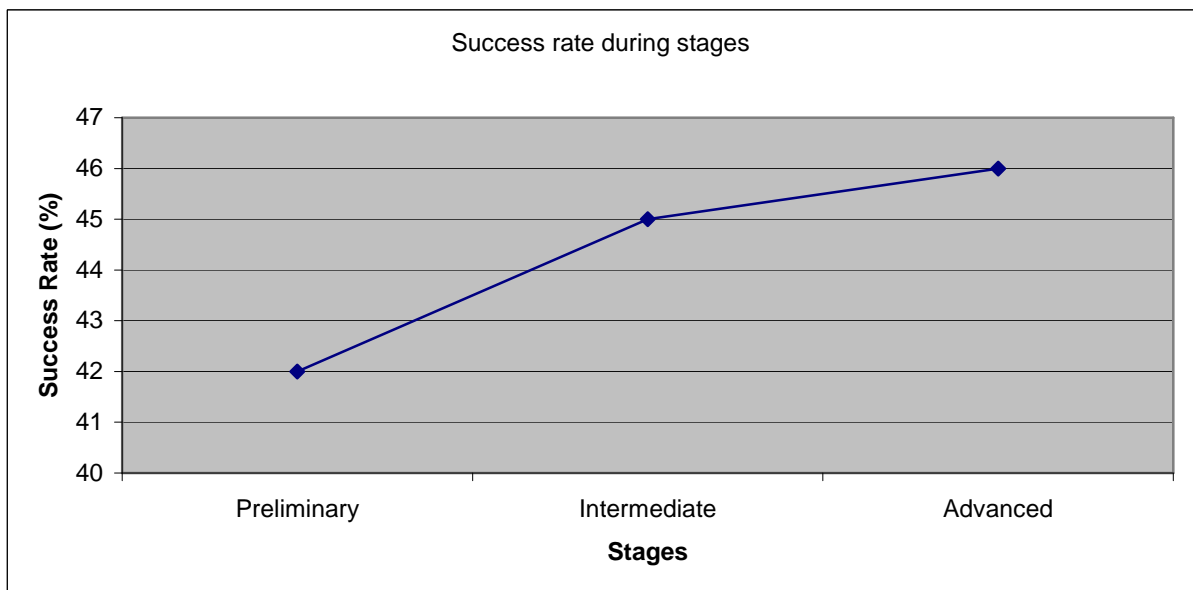 Success rate during stages
47
46
45
44
43
42
41
40
Success Rate (%)
Preliminary Intermediate Advanced
Stages